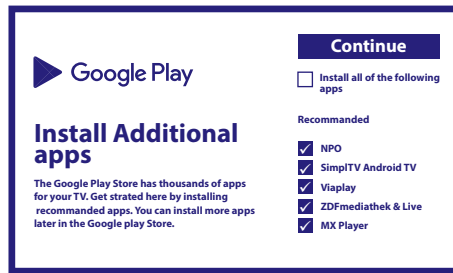 Google Play
Install Additional
apps
The Google Play Store has thousands of apps
for your TV. Get strated here by installing
recommanded apps. You can install more apps
later in the Google play Store.
Continue
Install all of the following
apps
Recommanded
NPO
SimplTV Android TV
Viaplay
ZDFmediathek & Live
MX Player